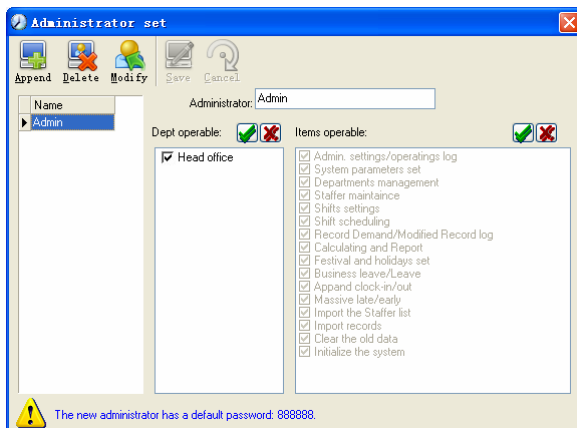 Administrator set
Append Delete Modify Save Cancel
Name
Admin
Administrator: Admin
Dept operable:
Head office
Items operable:
Admin. settings/operatings log
System parameters set
Departments management
Staffer maintaince
Shifts settings
Shift scheduling
Record Demand/Modified Record log
Calculating and Report
Festival and holidays set
Business leave/Leave
Appand clock-in/out
Massive late/early
Import the Staffer list
Import records
Clear the old data
Initialize the system
The new administrator has a default password: 888888.